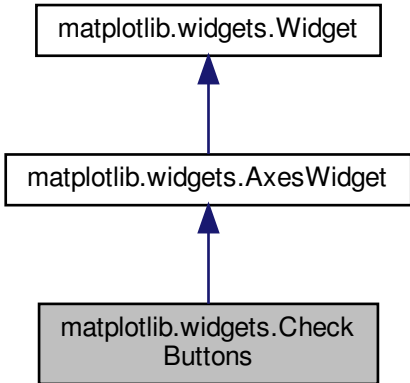 matplotlib.widgets.Widget
matplotlib.widgets.AxesWidget
matplotlib.widgets.Check
Buttons